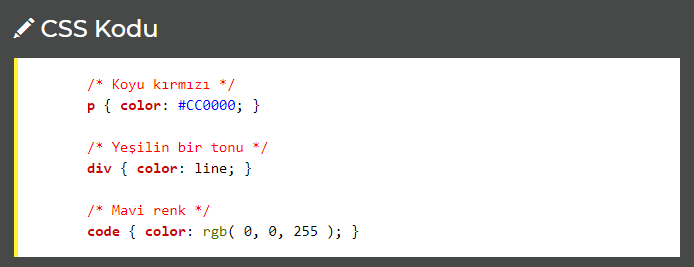 CSS Kodu
/* Koyu kırmızı */
p { color: #CC0000; }
/* Yeşilin bir tonu */
div { color: line; }
/* Mavi renk */
code { color: rgb( 0, 0, 255 ); }